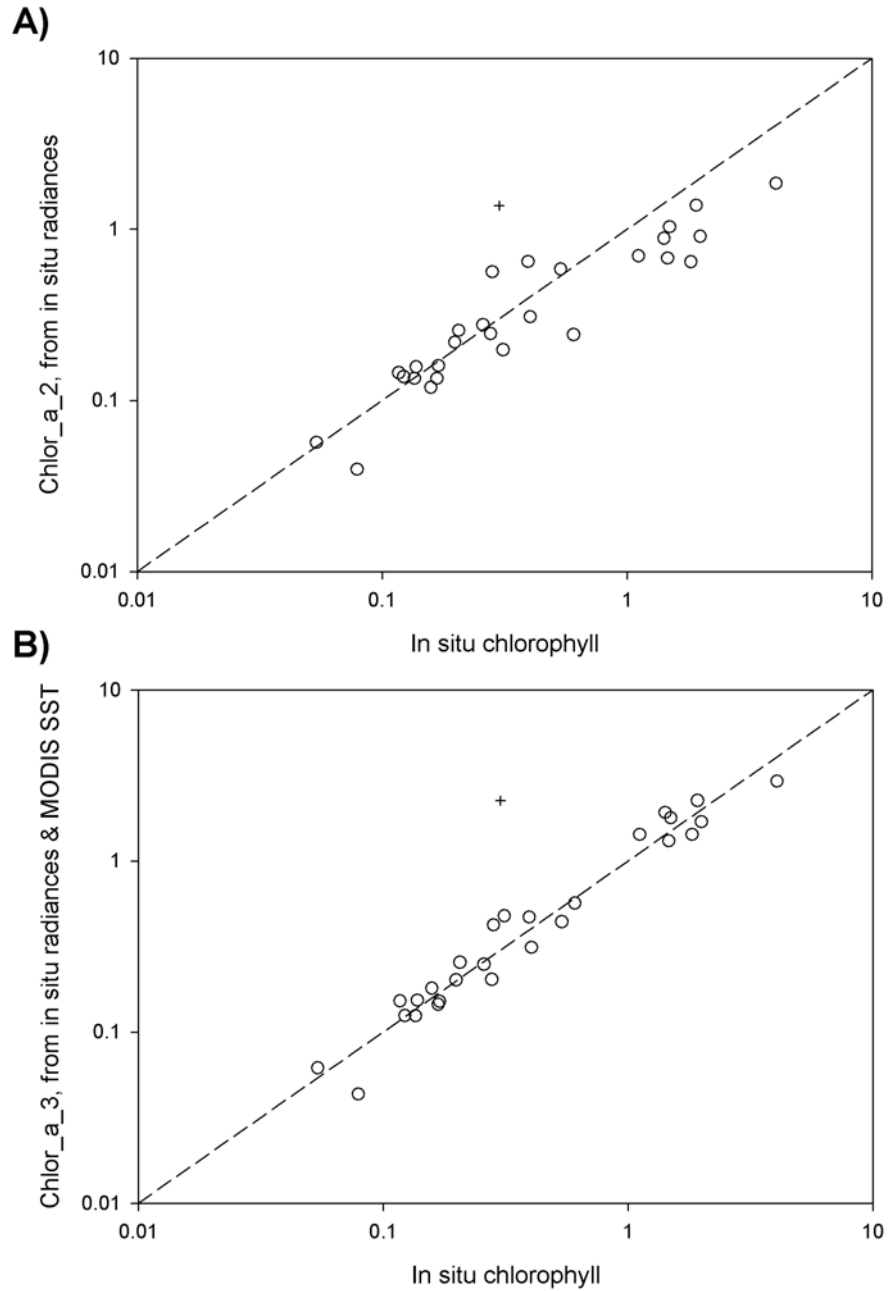 A)
Chlor_a_2, from in situ radiances
10
1
0.1
0.01
0.01
0.1
1
10
In situ chlorophyll
B)
Chlor_a_3, from in situ radiances & MODIS SST
10
1
0.1
0.01
0.01
0.1
1
10
In situ chlorophyll